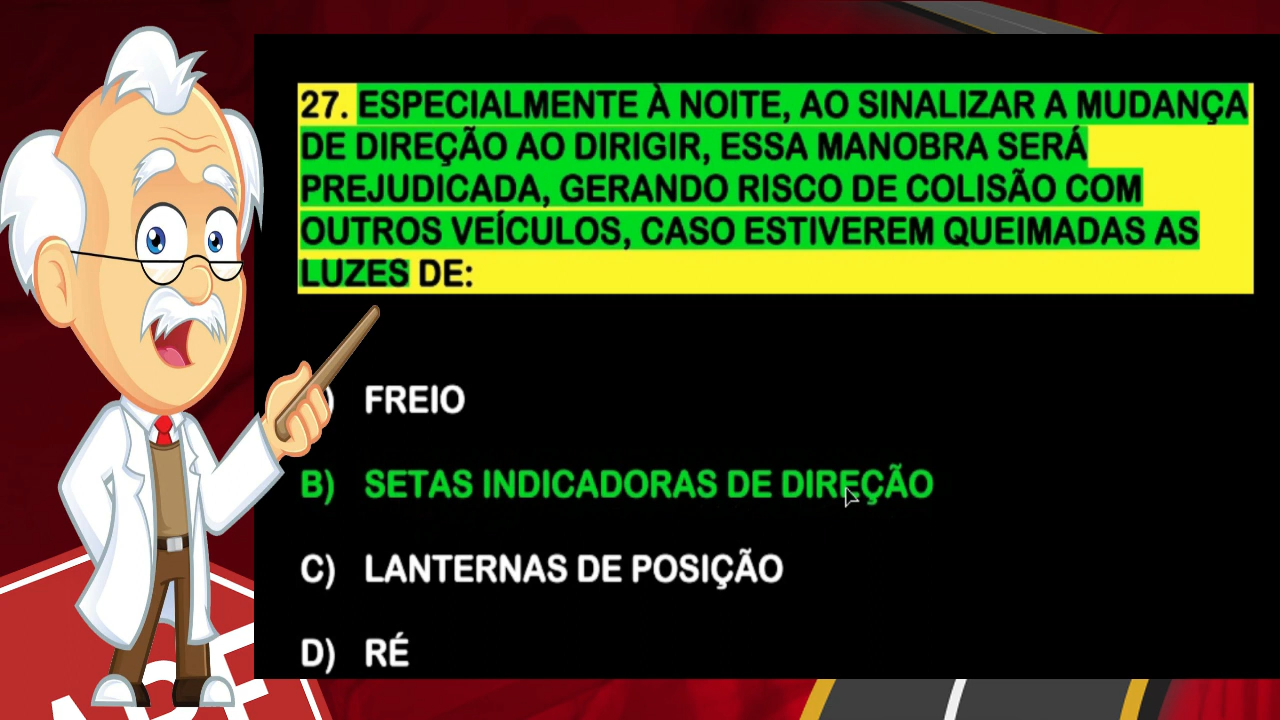 27. ESPECIALMENTE À NOITE, AO SINALIZAR A MUDANÇA
DE DIREÇÃO AO DIRIGIR, ESSA MANOBRA SERÁ
PREJUDICADA, GERANDO RISCO DE COLISÃO COM
OUTROS VEÍCULOS, CASO ESTIVEREM QUEIMADAS AS
LUZES DE:
) FREIO
B) SETAS INDICADORAS DE DIREÇÃO
C) LANTERNAS DE POSIÇÃO
D) RÉ